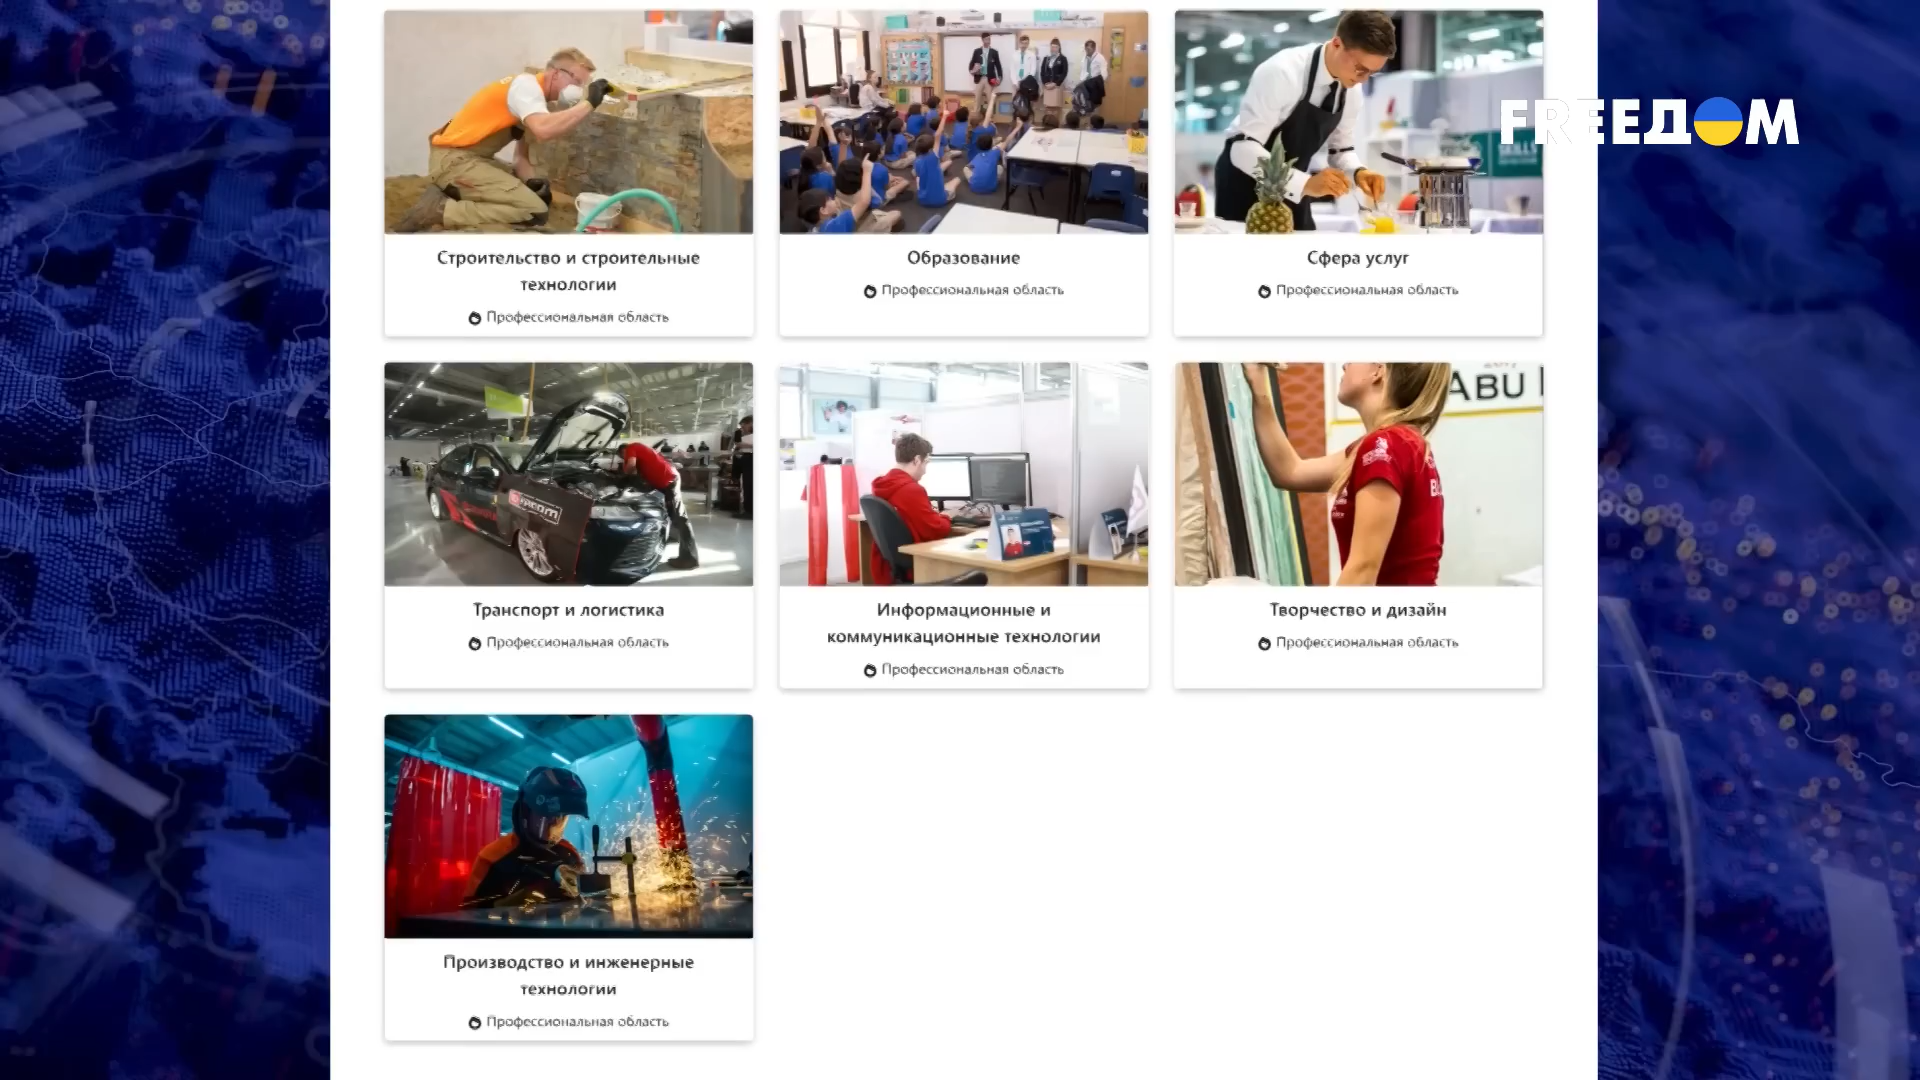 FREEДОМ
Строительство и строительные
технологии
Профессиональная область
Образование
Профессиональная область
Сфера услуг
Профессиональная область
ABU
Транспорт и логистика
Профессиональная область
Информационные и
коммуникационные технологии
Профессиональная область
Творчество и дизайн
Профессиональная область
Производство и инженерные
технологии
Профессиональная область